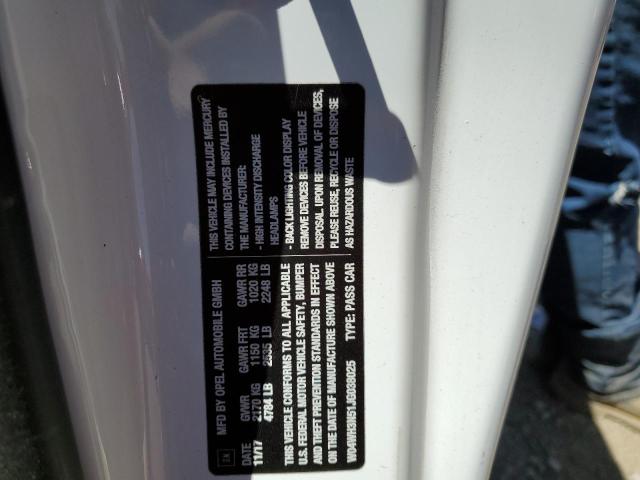 MFD BY OPEL AUTOMOBILE GMBH
DATE GVWR GAWR FRT GAWR RR
11/17 2170 KG 1150 KG 1020 KG
4784 LB 2535 LB 2248 LB
THIS VEHICLE CONFORMS TO ALL APPLICABLE
U.S. FEDERAL MOTOR VEHICLE SAFETY, BUMPER
AND THEFT PREVENTION STANDARDS IN EFFECT
ON THE DATE OF MANUFACTURE SHOWN ABOVE
TYPE: PASS CAR
THIS VEHICLE MAY INCLUDE MERCURY
CONTAINING DEVICES INSTALLED BY
THE MANUFACTURER:
- HIGH INTENSITY DISCHARGE
HEADLAMPS
- BACK LIGHTING COLOR DISPLAY
REMOVE DEVICES BEFORE VEHICLE
DISPOSAL. UPON REMOVAL OF DEVICES,
PLEASE REUSE, RECYCLE OR DISPOSE
AS HAZARDOUS WASTE